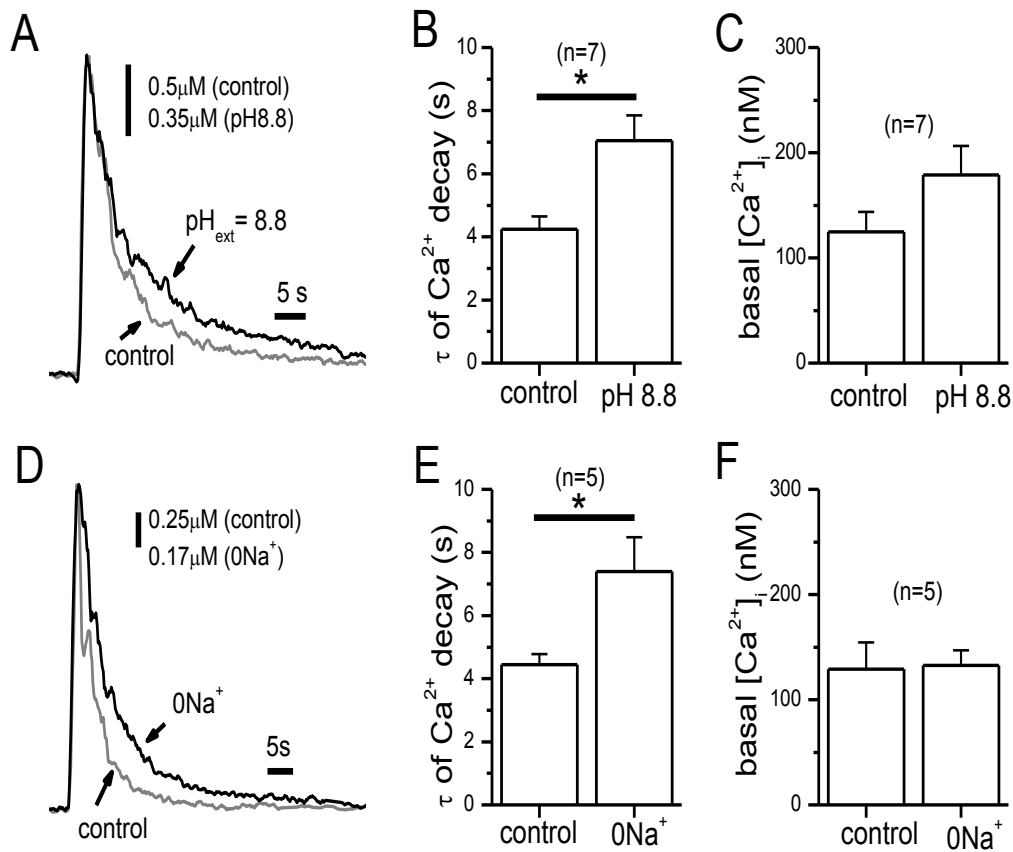 A
0.5μM (control)
0.35μM (pH8.8)
pHext= 8.8
5 s
control
B
τ of Ca2+ decay (s)
10
8
6
4
2
0
(n=7)
*
control
pH 8.8
C
basal [Ca2+]i (nM)
300
200
100
0
(n=7)
control
pH 8.8
D
0.25μM (control)
0.17μM (0Na+)
0Na+
5s
control
E
τ of Ca2+ decay (s)
10
8
6
4
2
0
(n=5)
*
control
0Na+
F
basal [Ca2+]i (nM)
300
200
100
0
(n=5)
control
0Na+